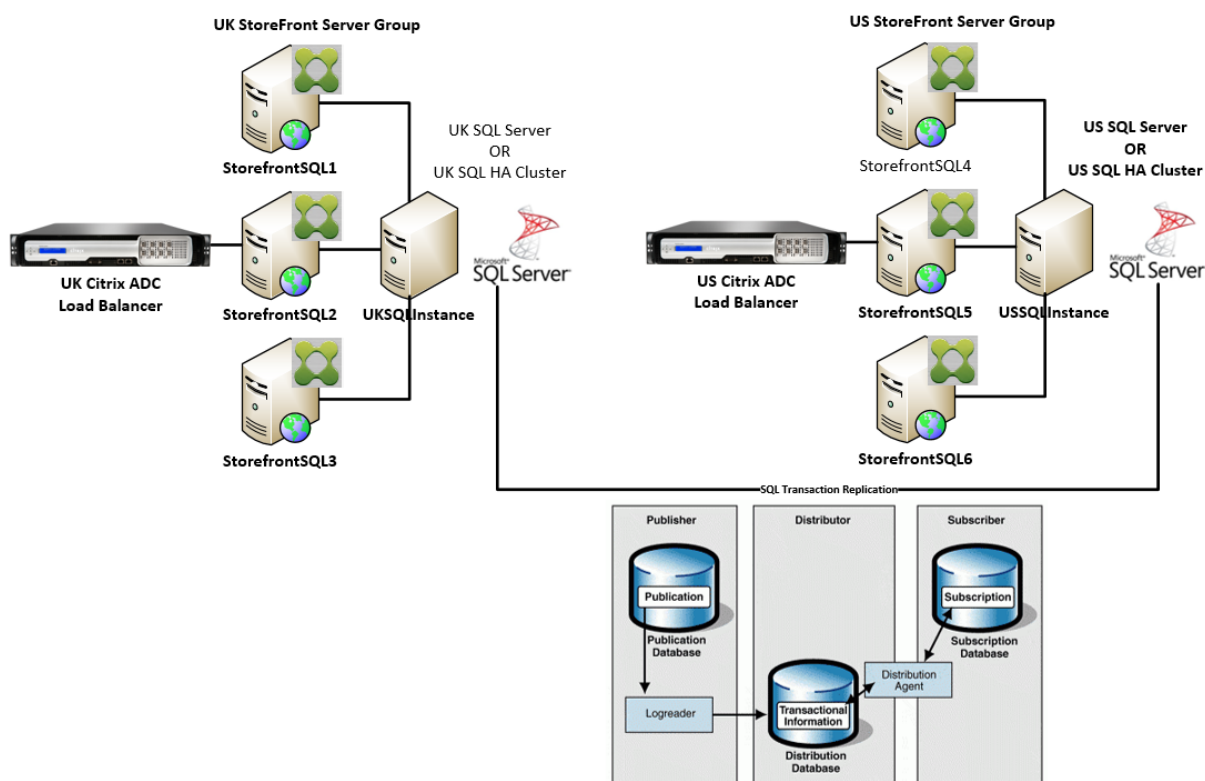 UK StoreFront Server Group
StorefrontSQL1
UK SQL Server
OR
UK SQL HA Cluster
UK Citrix ADC
Load Balancer
StorefrontSQL2
UKSQLInstance
Microsoft®
SQL Server®
StorefrontSQL3
US StoreFront Server Group
StorefrontSQL4
US SQL Server
OR
US SQL HA Cluster
US Citrix ADC
Load Balancer
StorefrontSQL5
USSQLInstance
Microsoft®
SQL Server
StorefrontSQL6
SQL Transaction Replication
Publisher
Publication
Publication
Database
Logreader
Distributor
Transactional
Information
Distribution
Database
Subscriber
Subscription
Subscription
Database
Distribution
Agent